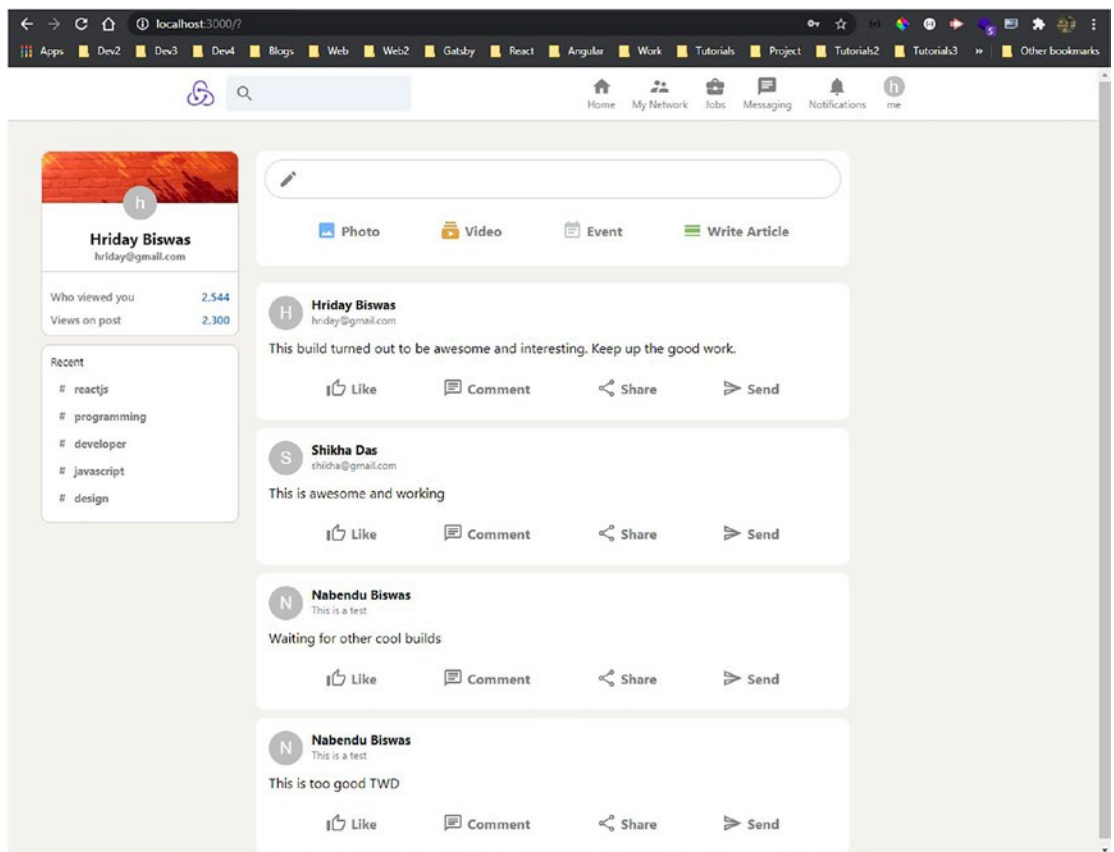 localhost:3000/?
5
Apps Dev2 Dev3 Dev4 Blogs Web Web2 Gatsby React Angular Work Tutorials Project Tutorials2 Tutorials3 » Other bookmarks
h
Home My Network Jobs Messaging Notifications me
h
Hriday Biswas
hriday@gmail.com
Who viewed you 2,544
Views on post 2,300
Recent
# reactjs
# programming
# developer
# javascript
# design
Photo Video Event Write Article
H
Hriday Biswas
hriday@gmail.com
This build turned out to be awesome and interesting. Keep up the good work.
Like Comment Share Send
S
Shikha Das
shikha@gmail.com
This is awesome and working
Like Comment Share Send
N
Nabendu Biswas
This is a test
Waiting for other cool builds
Like Comment Share Send
N
Nabendu Biswas
This is a test
This is too good TWD
Like Comment Share Send